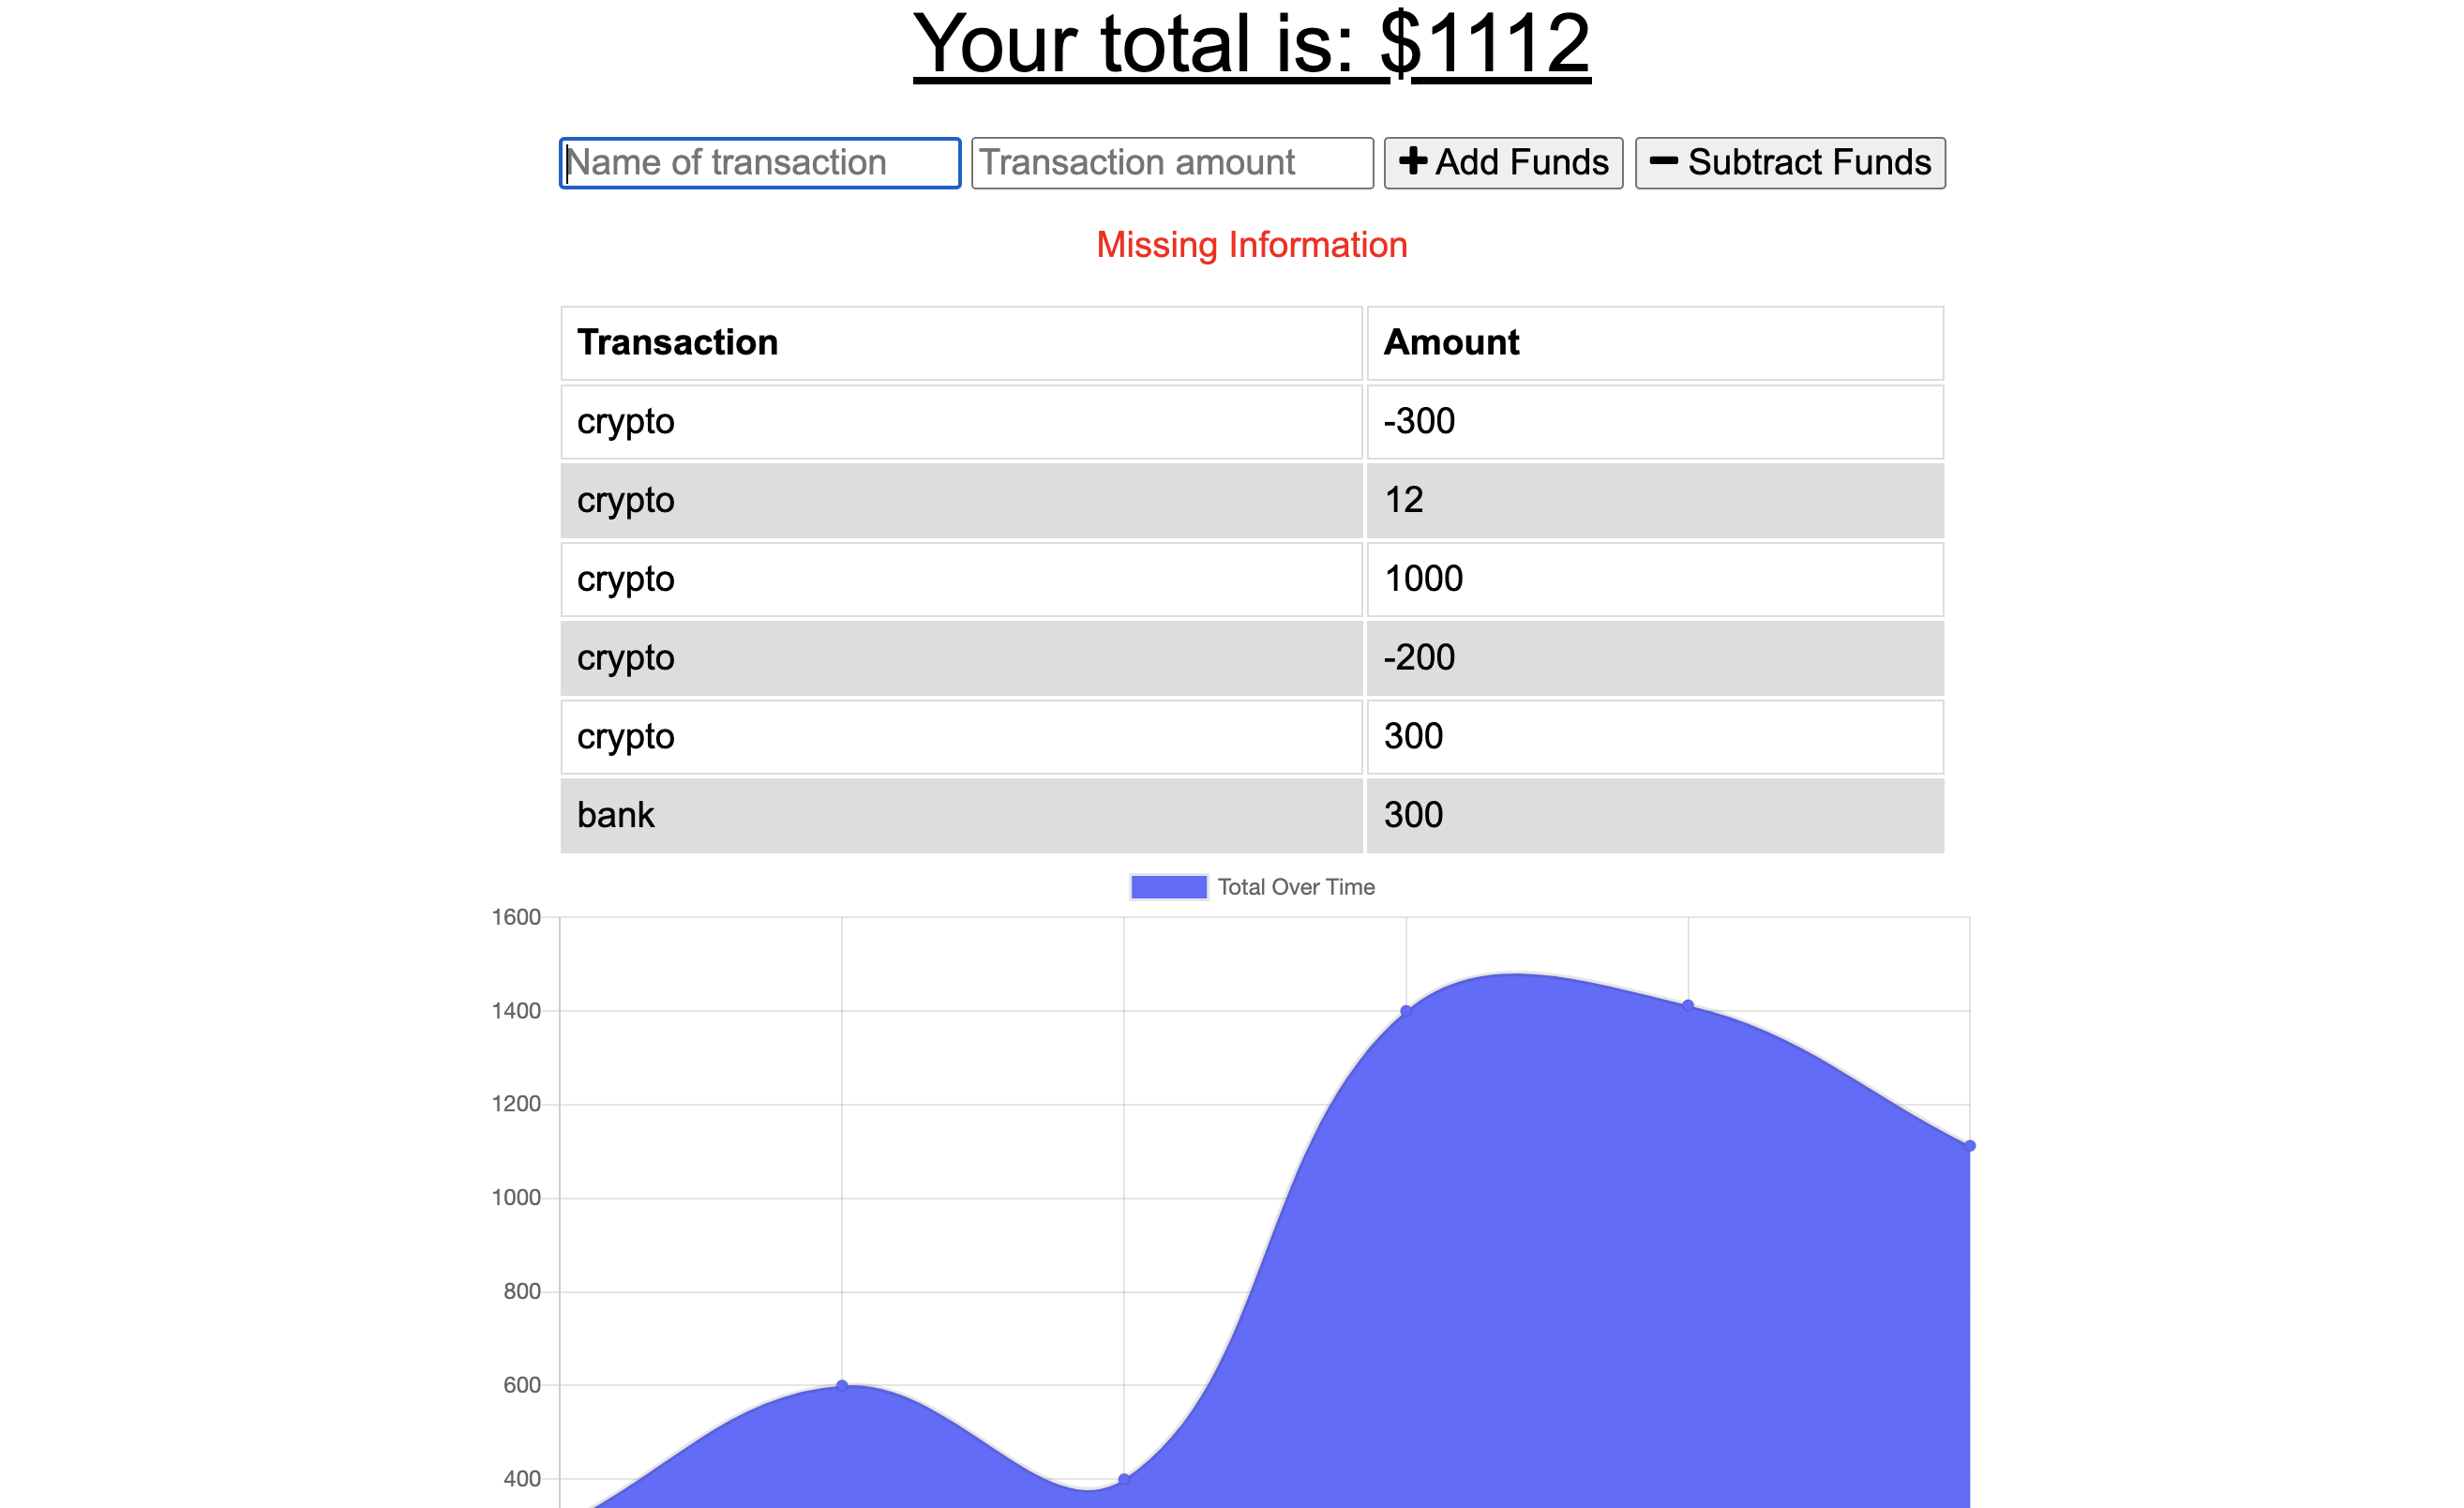 Your total is: $1112
Name of transaction Transaction amount Add Funds Subtract Funds
Missing Information
Transaction Amount
crypto -300
crypto 12
crypto 1000
crypto -200
crypto 300
bank 300
Total Over Time
1600
1400
1200
1000
800
600
400